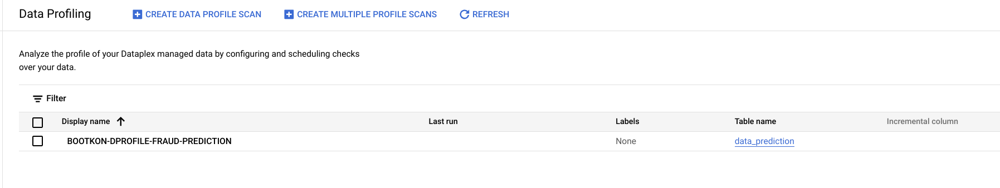 Data Profiling
CREATE DATA PROFILE SCAN
CREATE MULTIPLE PROFILE SCANS
REFRESH
Analyze the profile of your Dataplex managed data by configuring and scheduling checks
over your data.
Filter
Display name
Last run
Labels
Table name
Incremental column
BOOTKON-DPROFILE-FRAUD-PREDICTION
None
data_prediction